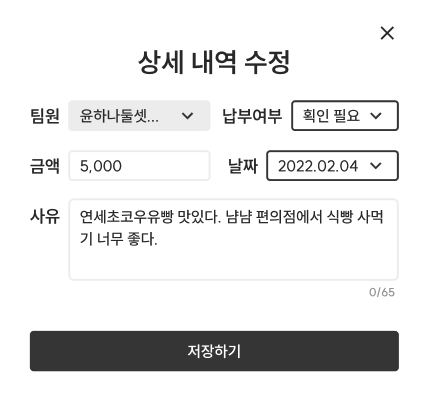 상세 내역 수정
팀원 윤하나둘셋... 납부여부 획인 필요
금액 5,000 날짜 2022.02.04
사유 연세초코우유빵 맛있다. 냠냠 편의점에서 식빵 사먹
기 너무 좋다.
0/65
저장하기